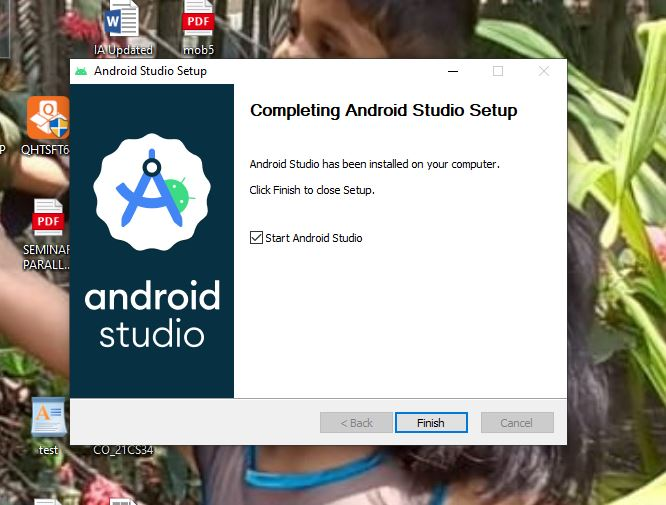 IA Updated
mob5
Android Studio Setup
Completing Android Studio Setup
P
QHTSFT6
Android Studio has been installed on your computer.
Click Finish to close Setup.
PDF
SEMINAR
PARALL...
Start Android Studio
android
studio
< Back
Finish
Cancel
test
CO_21CS34
PDF
W